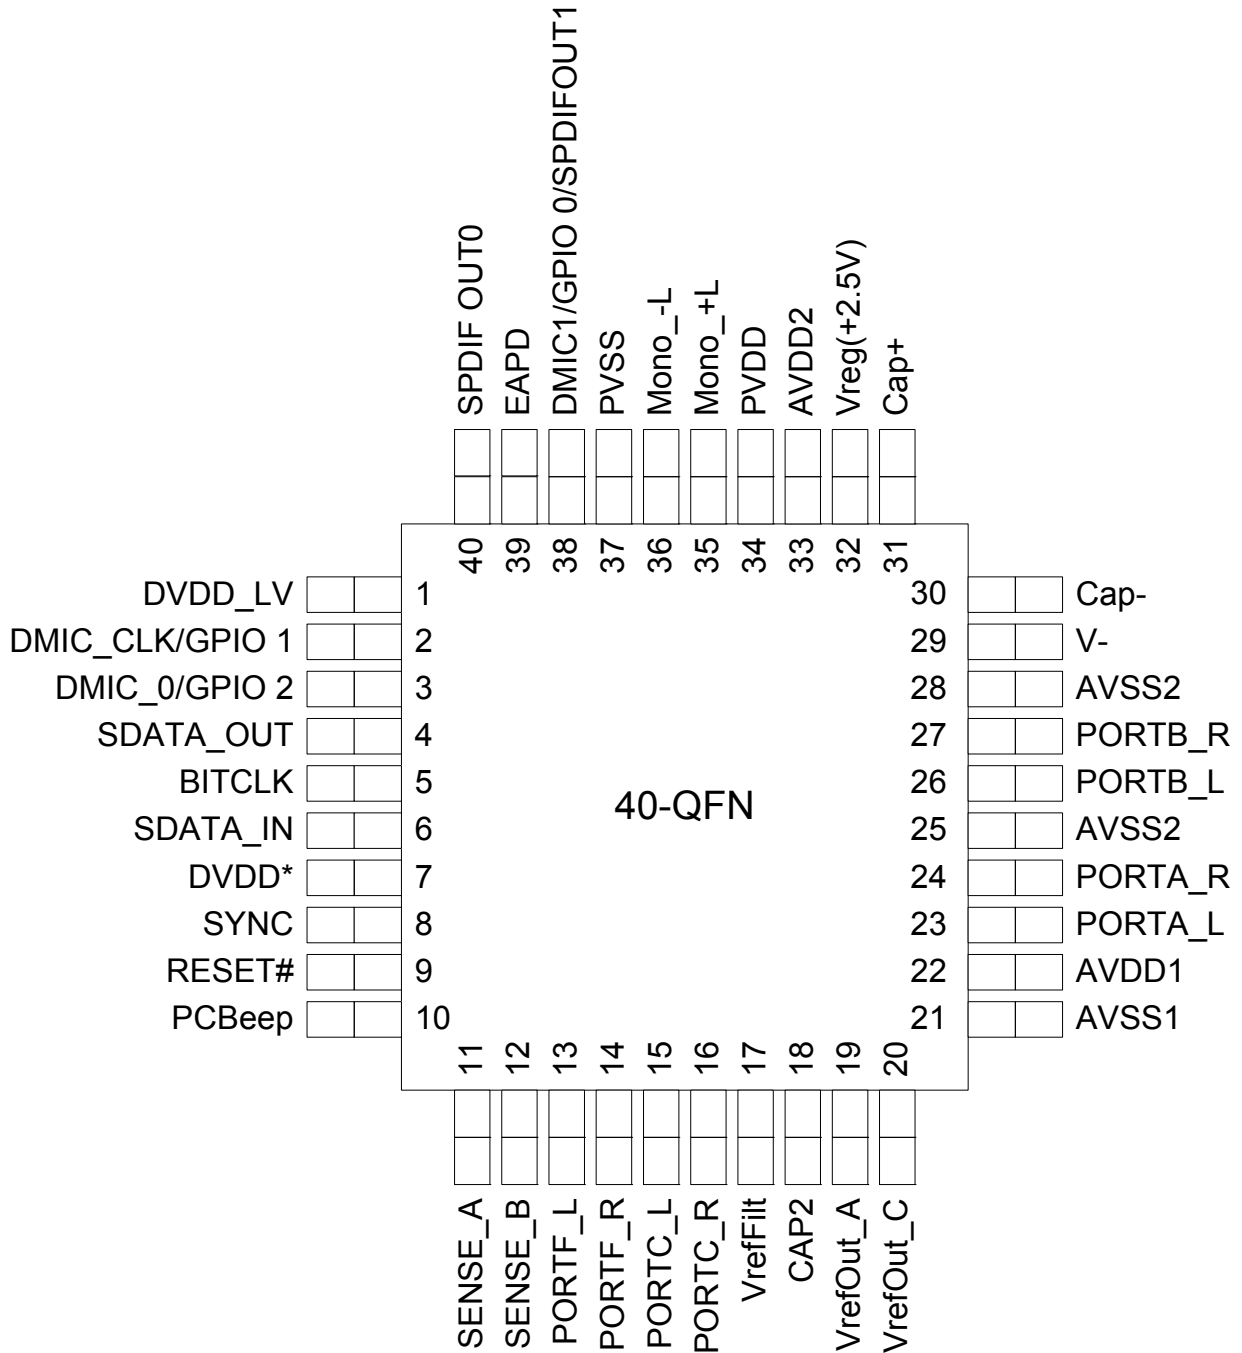 SPDIF OUT0
EAPD
DMIC1/GPIO 0/SPDIFOUT1
PVSS
Mono_-L
Mono_+L
PVDD
AVDD2
Vreg(+2.5V)
Cap+
40
39
38
37
36
35
34
33
32
31
DVDD_LV 1
DMIC_CLK/GPIO 1 2
DMIC_0/GPIO 2 3
SDATA_OUT 4
BITCLK 5
SDATA_IN 6
DVDD* 7
SYNC 8
RESET# 9
PCBeep 10
40-QFN
30 Cap-
29 V-
28 AVSS2
27 PORTB_R
26 PORTB_L
25 AVSS2
24 PORTA_R
23 PORTA_L
22 AVDD1
21 AVSS1
11
12
13
14
15
16
17
18
19
20
SENSE_A
SENSE_B
PORTF_L
PORTF_R
PORTC_L
PORTC_R
VrefFilt
CAP2
VrefOut_A
VrefOut_C